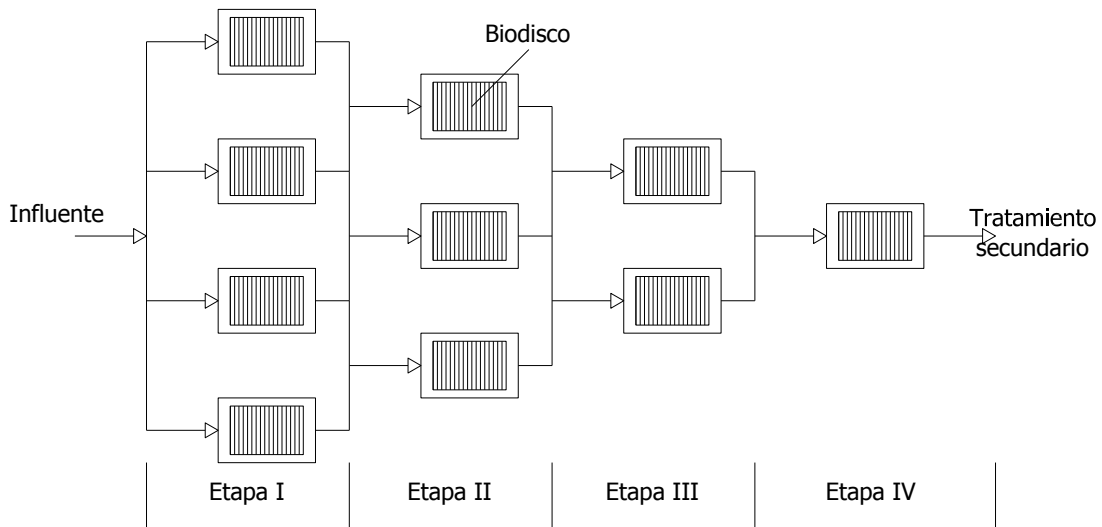 Biodisco
Influente
Tratamiento
secundario
Etapa I
Etapa II
Etapa III
Etapa IV